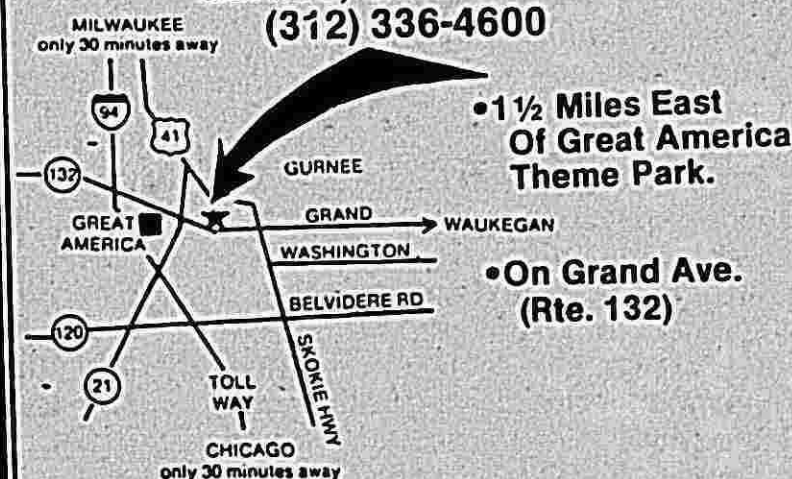 (312) 336-4600
MILWAUKEE
only 30 minutes away
94
41
•1½ Miles East
Of Great America
Theme Park.
132
GURNEE
GREAT
AMERICA
GRAND
WAUKEGAN
WASHINGTON
•On Grand Ave.
(Rte. 132)
BELVIDERE RD
120
SKOKIE HWY
21
TOLL
WAY
CHICAGO
only 30 minutes away